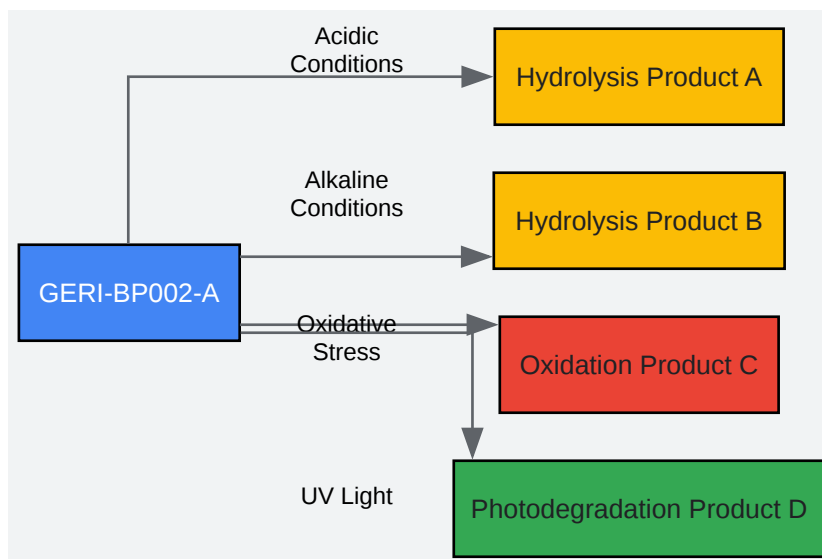 Acidic
Conditions
Hydrolysis Product A
Alkaline
Conditions
Hydrolysis Product B
GERI-BP002-A
Oxidative
Stress
Oxidation Product C
UV Light
Photodegradation Product D